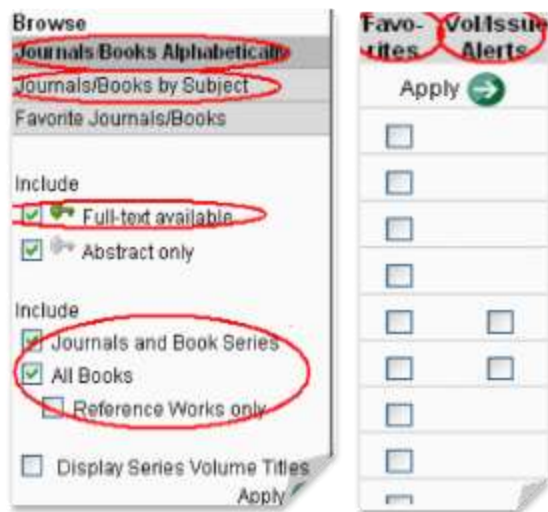 Browse
Journals/Books Alphabetically
Journals/Books by Subject
Favorite Journals/Books
Include
Full-text available
Abstract only
Include
Journals and Book Series
All Books
Reference Works only
Display Series Volume Titles
Apply
Favo-
rites
Vol/Issue
Alerts
Apply